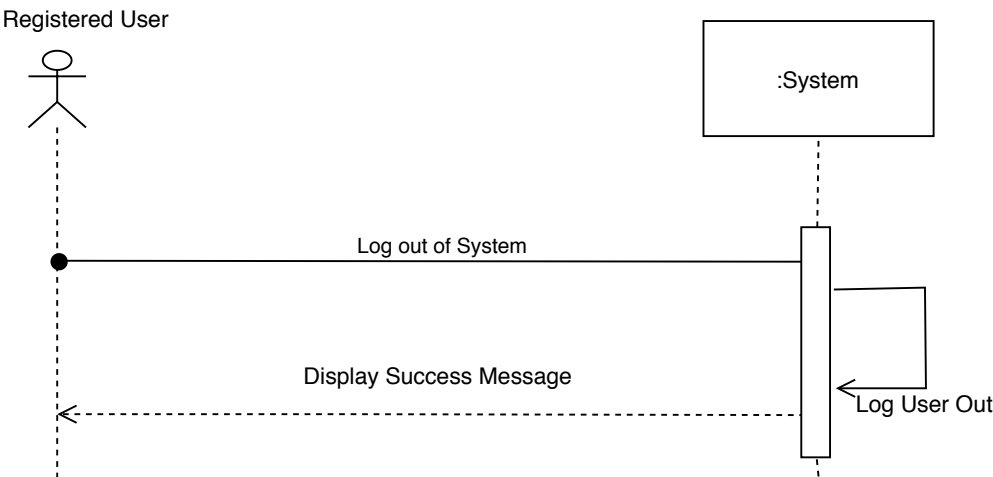 Registered User
:System
Log out of System
Display Success Message
Log User Out